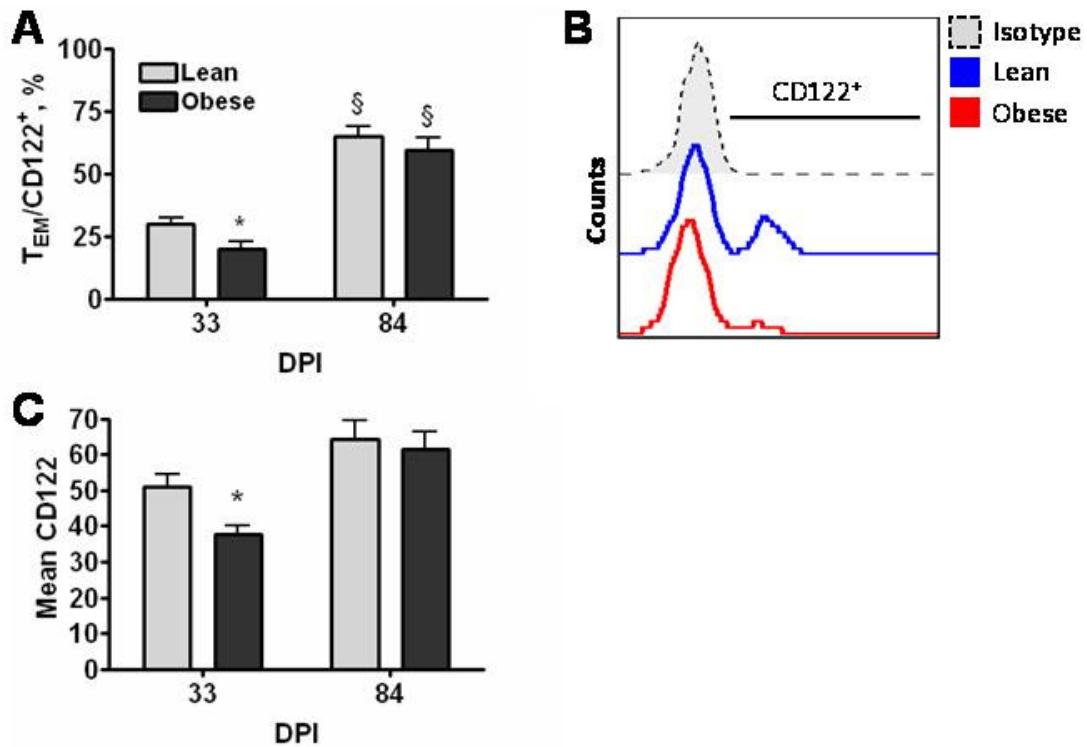 A
T_EM/CD122⁺, %
100
75
50
25
0
Lean
Obese
§
§
*
33
84
DPI
B
Counts
CD122⁺
Isotype
Lean
Obese
C
Mean CD122
70
60
50
40
30
20
10
0
*
33
84
DPI